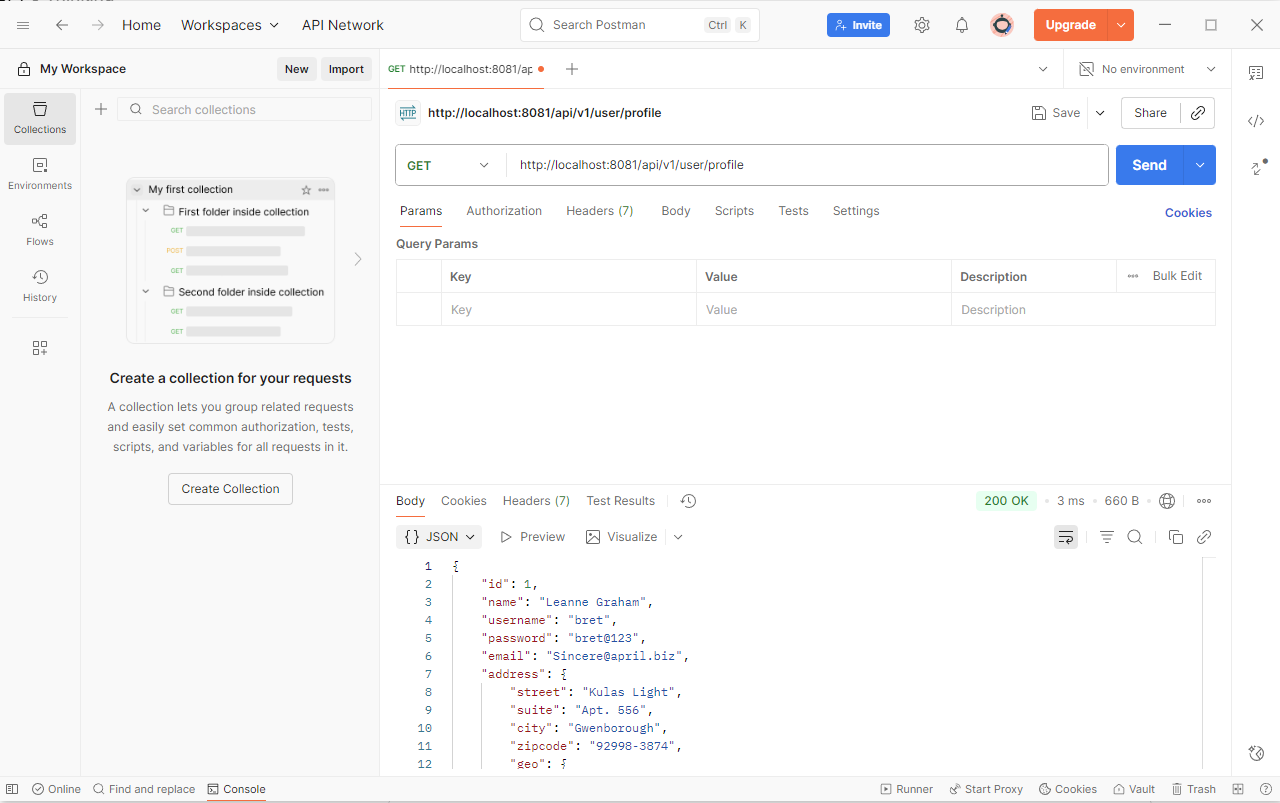 Home Workspaces API Network Search Postman Ctrl K Invite Upgrade
My Workspace New Import GET http://localhost:8081/ap No environment
Collections
Environments
Flows
History
Search collections
My first collection
First folder inside collection
GET
POST
GET
Second folder inside collection
GET
GET
Create a collection for your requests
A collection lets you group related requests
and easily set common authorization, tests,
scripts, and variables for all requests in it.
Create Collection
HTTP http://localhost:8081/api/v1/user/profile Save Share
GET http://localhost:8081/api/v1/user/profile Send
Params Authorization Headers (7) Body Scripts Tests Settings Cookies
Query Params
Key Value Description Bulk Edit
Key Value Description
Body Cookies Headers (7) Test Results 200 OK 3 ms 660 B
{} JSON Preview Visualize
1 {
2 "id": 1,
3 "name": "Leanne Graham",
4 "username": "bret",
5 "password": "bret@123",
6 "email": "Sincere@april.biz",
7 "address": {
8 "street": "Kulas Light",
9 "suite": "Apt. 556",
10 "city": "Gwenborough",
11 "zipcode": "92998-3874",
12 "geo": {
Online Find and replace Console Runner Start Proxy Cookies Vault Trash